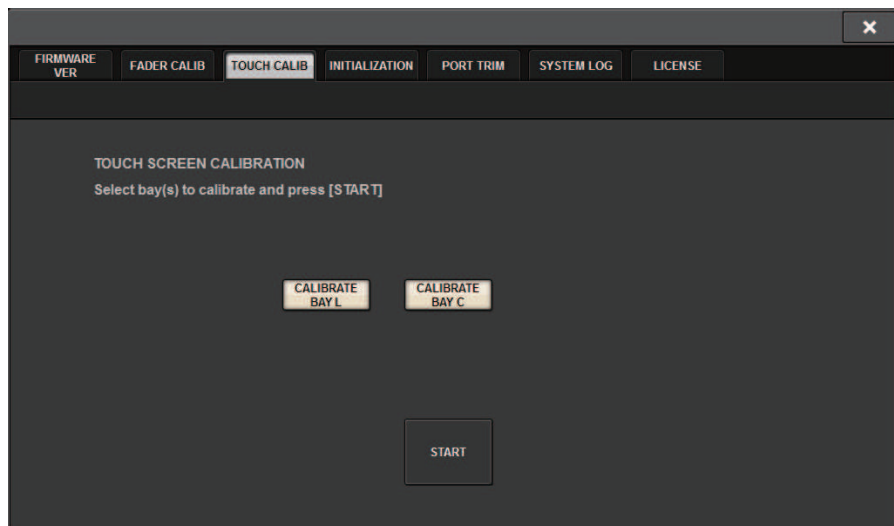 FIRMWARE
VER
FADER CALIB
TOUCH CALIB
INITIALIZATION
PORT TRIM
SYSTEM LOG
LICENSE
TOUCH SCREEN CALIBRATION
Select bay(s) to calibrate and press [START]
CALIBRATE
BAY L
CALIBRATE
BAY C
START